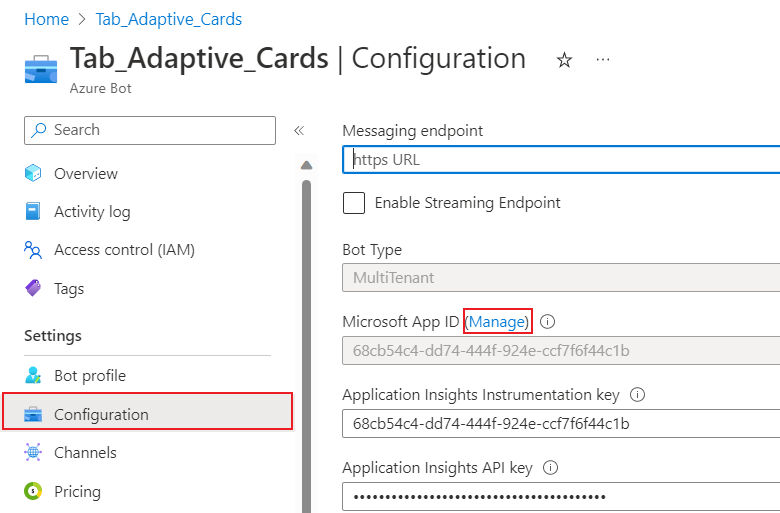 Home > Tab_Adaptive_Cards
Tab_Adaptive_Cards | Configuration
Azure Bot
Search
Overview
Activity log
Access control (IAM)
Tags
Settings
Bot profile
Configuration
Channels
Pricing
Messaging endpoint
https URL
Enable Streaming Endpoint
Bot Type
MultiTenant
Microsoft App ID (Manage)
68cb54c4-dd74-444f-924e-ccf7f6f44c1b
Application Insights Instrumentation key
68cb54c4-dd74-444f-924e-ccf7f6f44c1b
Application Insights API key